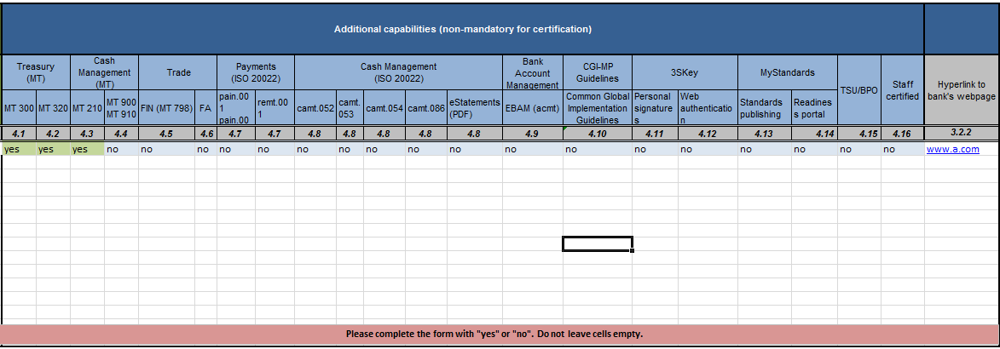 Additional capabilities (non-mandatory for certification)
Treasury (MT)
Cash Management (MT)
Trade
Payments (ISO 20022)
Cash Management (ISO 20022)
Bank Account Management
CGI-MP Guidelines
3SKey
MyStandards
TSU/BPO
Staff certified
Hyperlink to bank's webpage
MT 300 MT 320 MT 210 MT 900 MT 910 FIN (MT 798) FA pain.00 1 pain.00 remt.00 1 camt.052 camt. 053 camt.054 camt.086 eStatements (PDF) EBAM (acmt) Common Global Implementation Guidelines Personal signature s Web authenticatio n Standards publishing Readines s portal
4.1 4.2 4.3 4.4 4.5 4.6 4.7 4.7 4.8 4.8 4.8 4.8 4.8 4.9 4.10 4.11 4.12 4.13 4.14 4.15 4.16 3.2.2
yes yes yes no no no no no no no no no no no no no no no no no no www.a.com
Please complete the form with "yes" or "no". Do not leave cells empty.